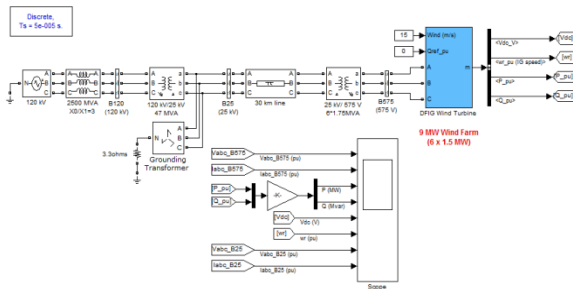 Discrete,
Ts = 5e-005 s.
15
Wind (m/s)
0
Qref_pu
m
A
B
C
DFIG Wind Turbine
9 MW Wind Farm
(6 x 1.5 MW)
<Vdc_V>
[Vdc]
<wr_pu (IG speed)>
[wr]
<P_pu>
[P_pu]
<Q_pu>
[Q_pu]
N
A
B
C
120 kV
A
B
C
A
B
C
2500 MVA
X0/X1=3
B120
(120 kV)
A
B
C
a
b
c
120 kV/25 kV
47 MVA
B25
(25 kV)
A
B
C
A
B
C
30 km line
A
B
C
a
b
c
25 kV/ 575 V
6*1.75MVA
B575
(575 V)
3.3ohms
N
A
B
C
Grounding
Transformer
Vabc_B575
Vabc_B575 (pu)
Iabc_B575
Iabc_B575 (pu)
[P_pu]
[Q_pu]
-K-
P (MW)
Q (Mvar)
[Vdc]
Vdc (V)
[wr]
wr (pu)
Vabc_B25
Vabc_B25 (pu)
Iabc_B25
Iabc_B25 (pu)
Scope